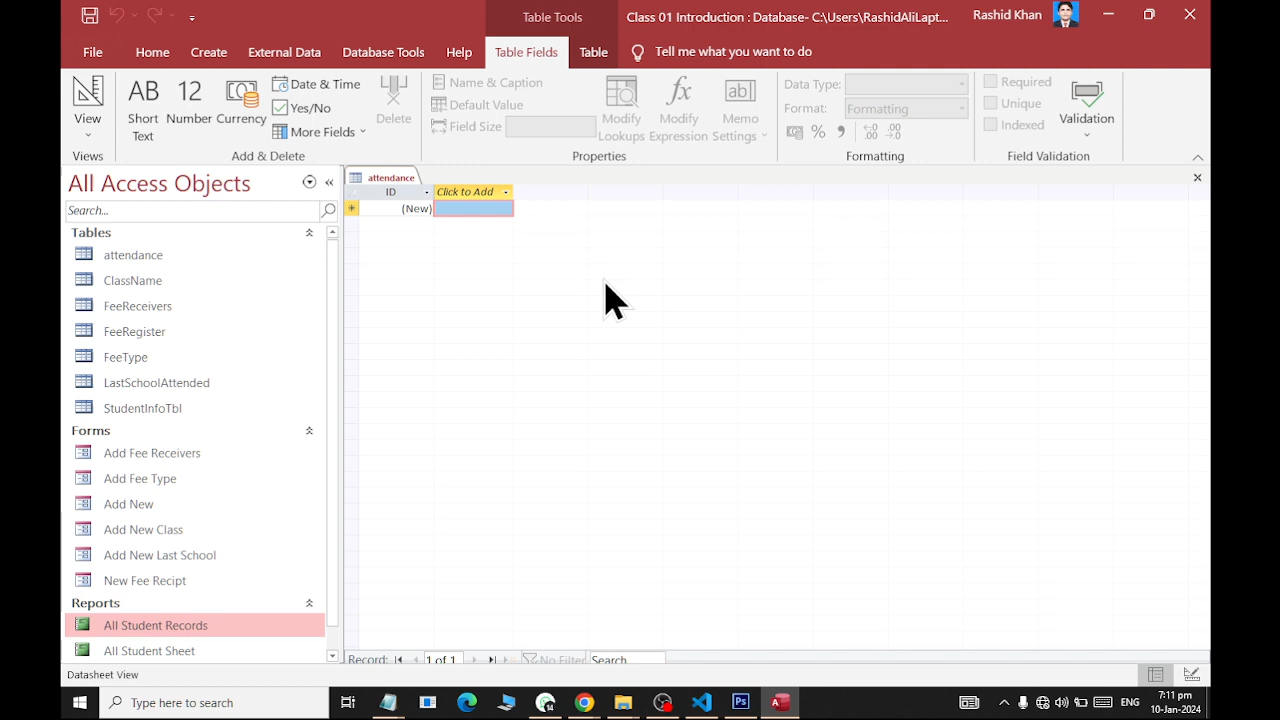 Table Tools
Class 01 Introduction : Database- C:\Users\RashidAliLapt...
Rashid Khan
File Home Create External Data Database Tools Help Table Fields Table Tell me what you want to do
View
Views
AB
Short
Text
12
Number
Currency
Date & Time
Yes/No
More Fields
Delete
Add & Delete
Name & Caption
Default Value
Field Size
Modify
Lookups
fx
Modify
Expression
ab
Memo
Settings
Properties
Data Type:
Format: Formatting
% , .00 .00
Formatting
Required
Unique
Indexed
Validation
Field Validation
All Access Objects
Search...
Tables
attendance
ClassName
FeeReceivers
FeeRegister
FeeType
LastSchoolAttended
StudentInfoTbl
Forms
Add Fee Receivers
Add Fee Type
Add New
Add New Class
Add New Last School
New Fee Recipt
Reports
All Student Records
All Student Sheet
attendance
ID Click to Add
(New)
Record: 1 of 1 No Filter Search
Datasheet View
Type here to search
Ps
ENG
7:11 pm
10-Jan-2024